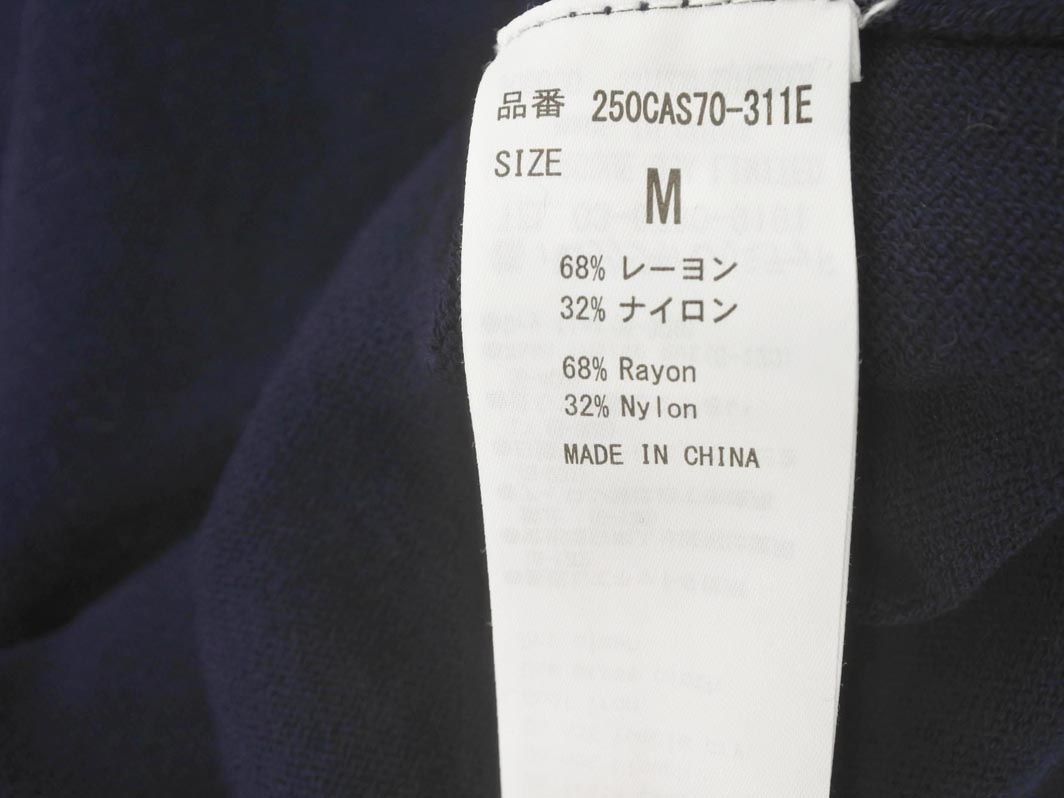 品番 250CAS70-311E
SIZE
M
68% レーヨン
32% ナイロン
68% Rayon
32% Nylon
MADE IN CHINA